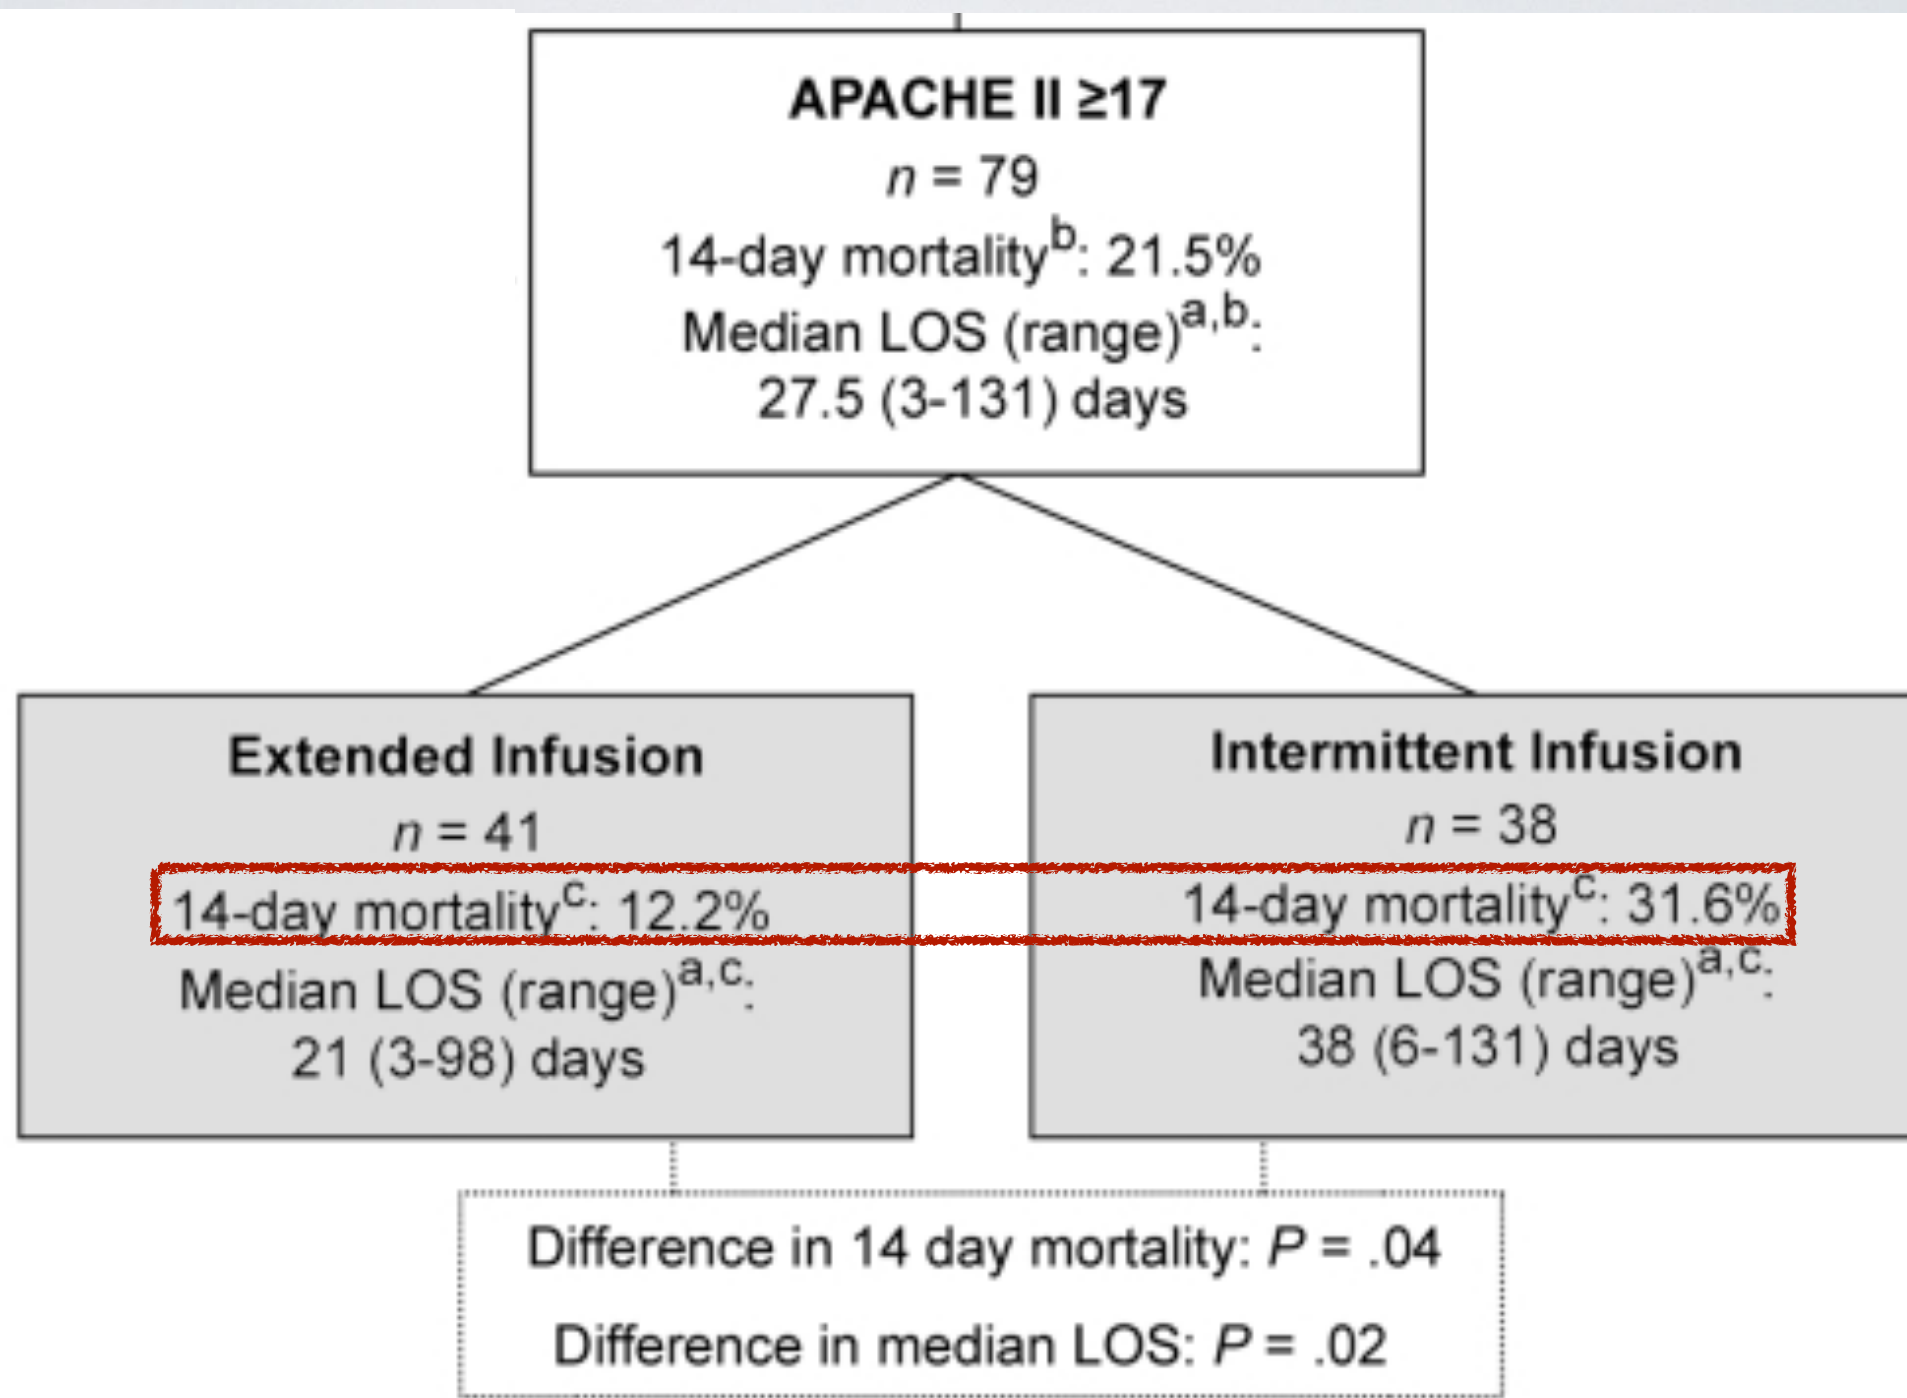 APACHE II ≥17
n = 79
14-day mortality^b: 21.5%
Median LOS (range)^a,b:
27.5 (3-131) days
Extended Infusion
n = 41
14-day mortality^c: 12.2%
Median LOS (range)^a,c:
21 (3-98) days
Intermittent Infusion
n = 38
14-day mortality^c: 31.6%
Median LOS (range)^a,c:
38 (6-131) days
Difference in 14 day mortality: P = .04
Difference in median LOS: P = .02